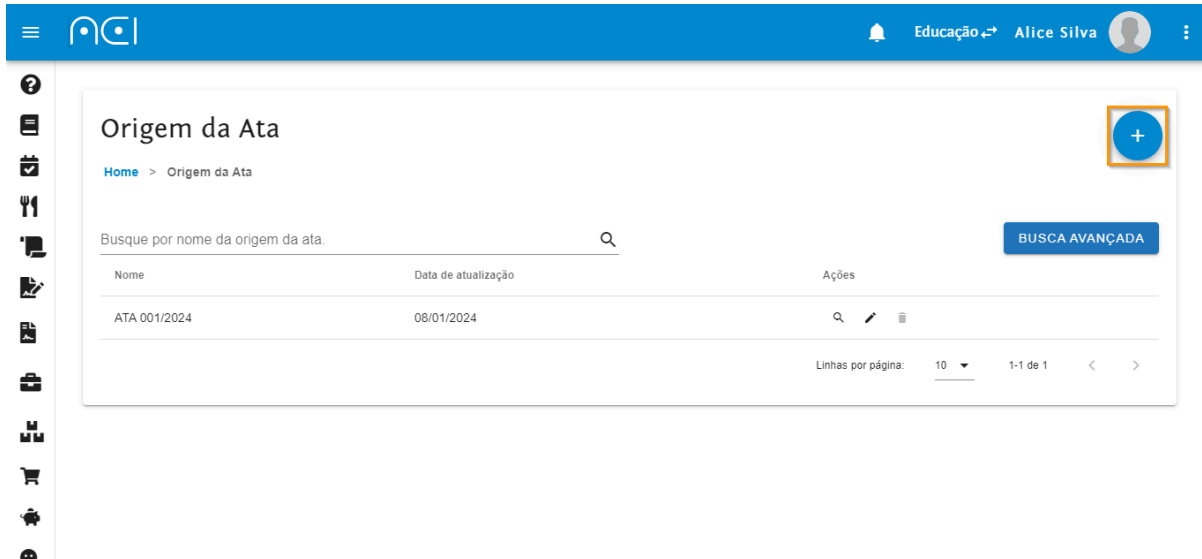 ACI
Educação Alice Silva
Origem da Ata
+
Home > Origem da Ata
Busque por nome da origem da ata.
BUSCA AVANÇADA
Nome Data de atualização Ações
ATA 001/2024 08/01/2024
Linhas por página: 10 1-1 de 1 < >